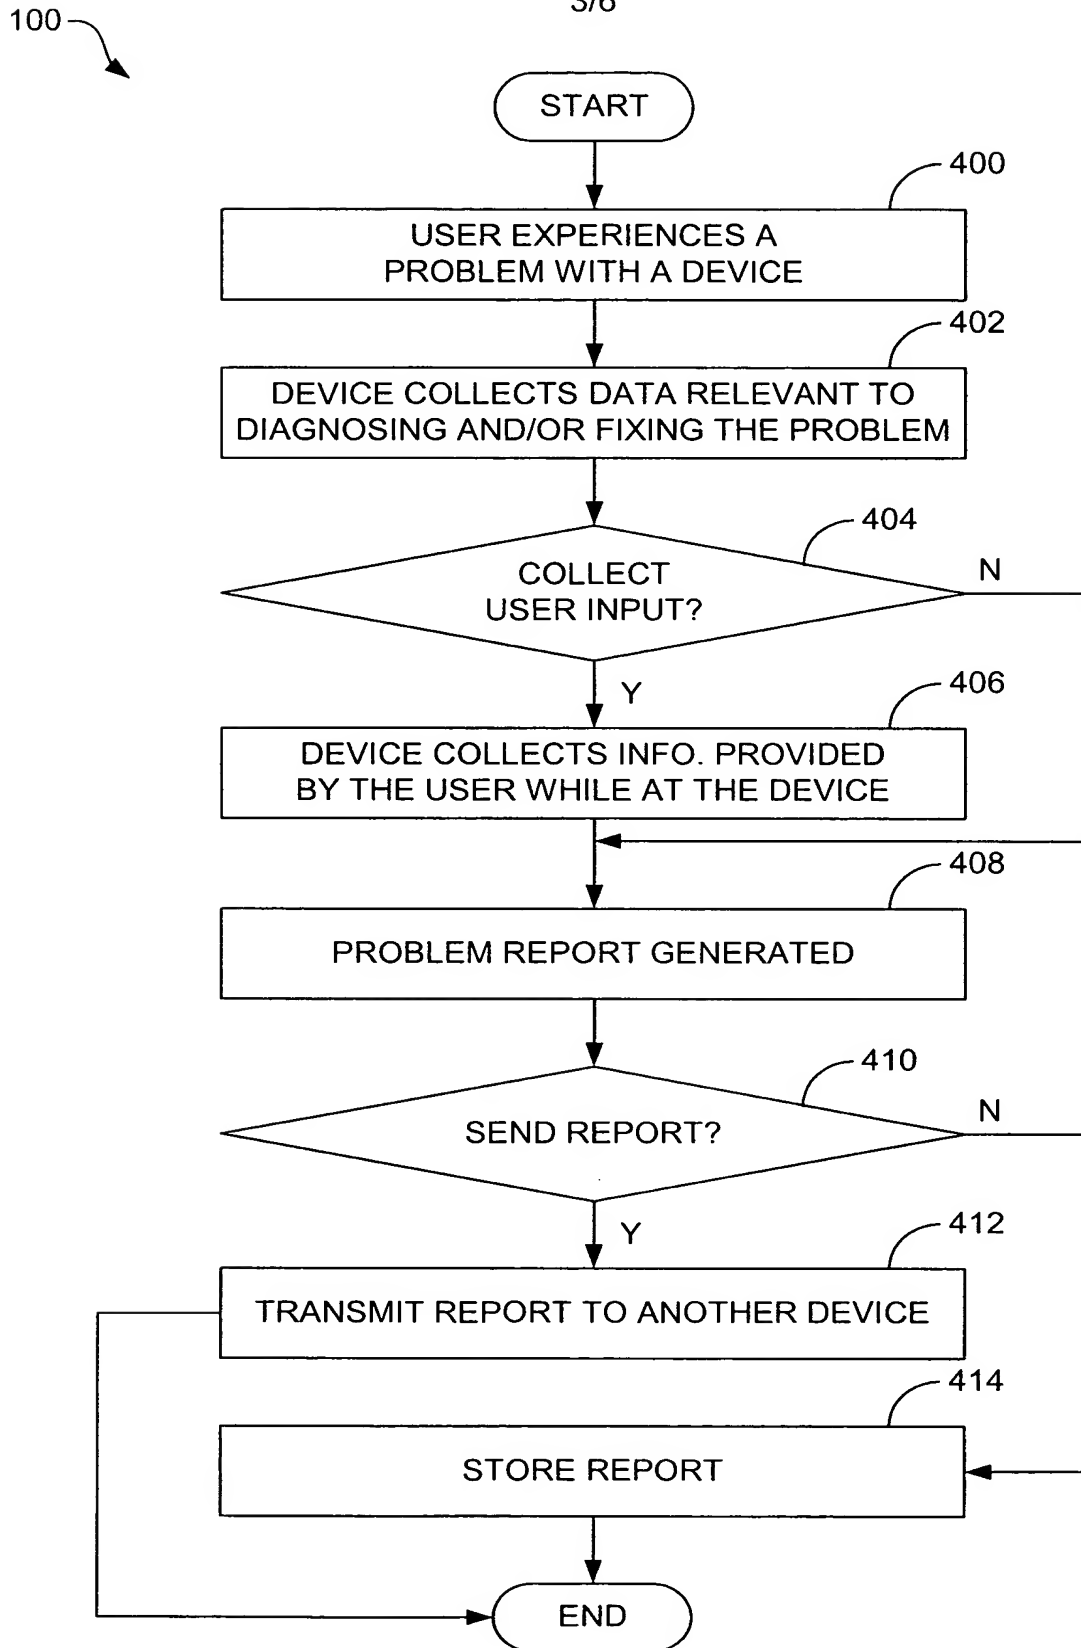 3/6
100
START
400
USER EXPERIENCES A
PROBLEM WITH A DEVICE
402
DEVICE COLLECTS DATA RELEVANT TO
DIAGNOSING AND/OR FIXING THE PROBLEM
404
COLLECT
USER INPUT?
N
Y
406
DEVICE COLLECTS INFO. PROVIDED
BY THE USER WHILE AT THE DEVICE
408
PROBLEM REPORT GENERATED
410
SEND REPORT?
N
Y
412
TRANSMIT REPORT TO ANOTHER DEVICE
414
STORE REPORT
END